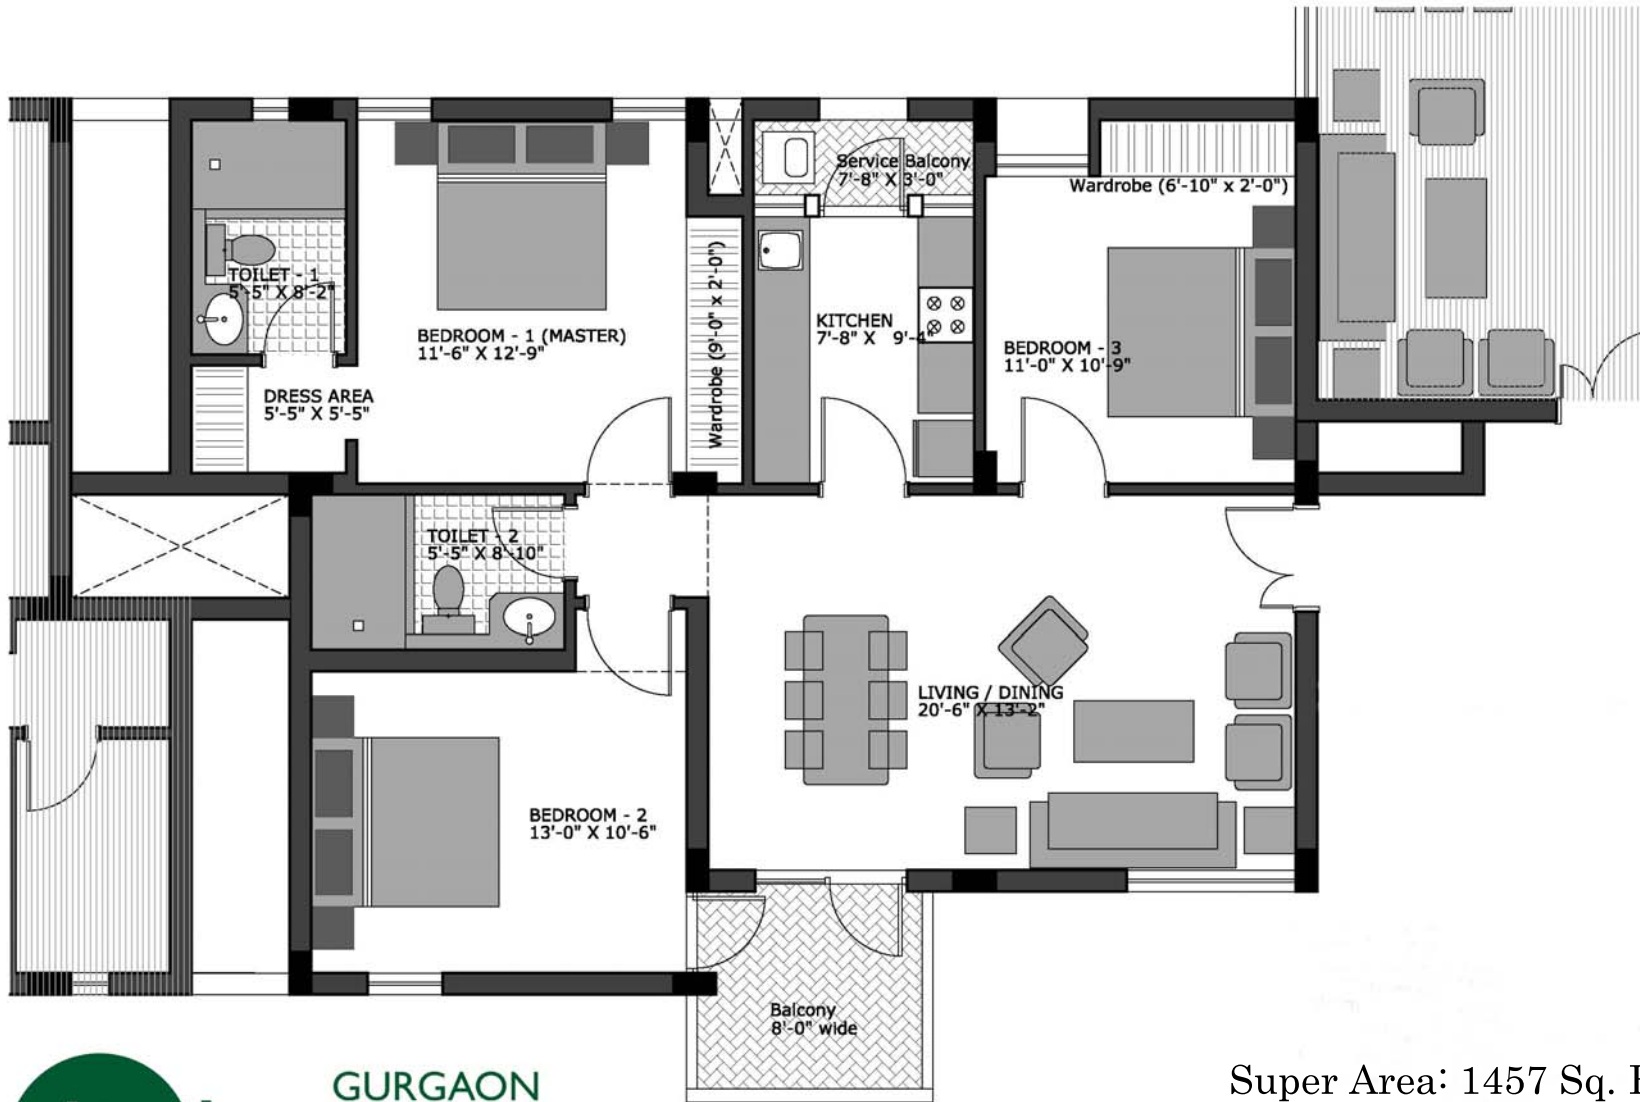 Service Balcony
7'-8" X 3'-0"
Wardrobe (6'-10" x 2'-0")
TOILET - 1
5'-5" X 8'-2"
BEDROOM - 1 (MASTER)
11'-6" X 12'-9"
Wardrobe (9'-0" x 2'-0")
KITCHEN
7'-8" X 9'-4"
BEDROOM - 3
11'-0" X 10'-9"
DRESS AREA
5'-5" X 5'-5"
TOILET - 2
5'-5" X 8'-10"
LIVING / DINING
20'-6" X 13'-2"
BEDROOM - 2
13'-0" X 10'-6"
Balcony
8'-0" wide
GURGAON
Super Area: 1457 Sq.